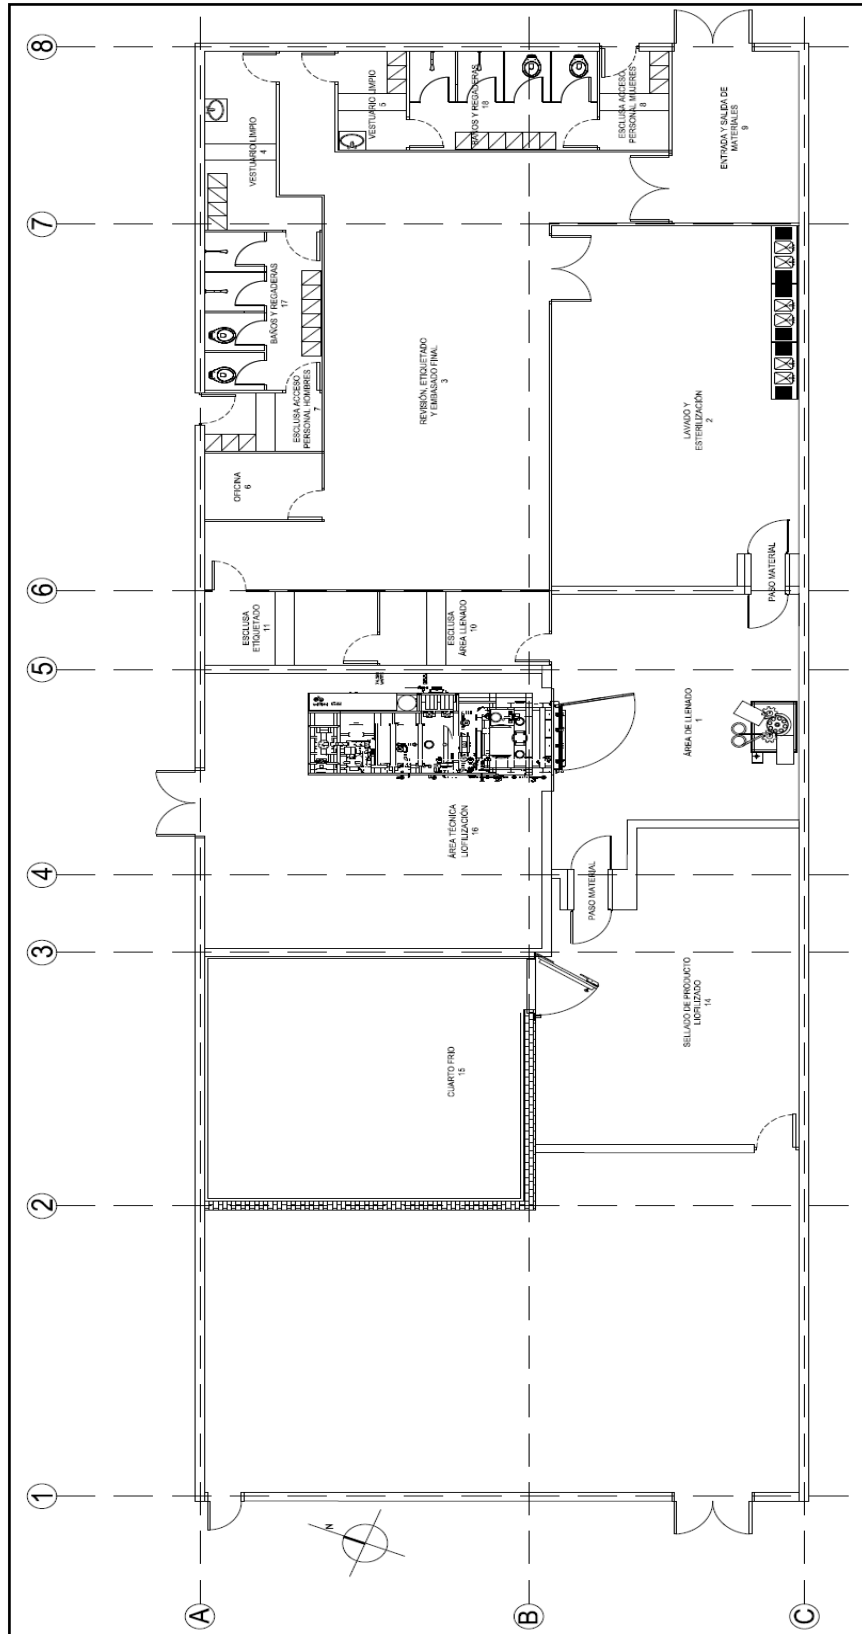 8
7
6
5
4
3
2
1
A
B
C
N
VESTUARIO LIMPIO
4
VESTUARIO LIMPIO
5
BAÑOS Y REGADERAS
18
ESCLUSA ACCESO
PERSONAL MUJERES
8
ENTRADA Y SALIDA DE
MATERIALES
9
BAÑOS Y REGADERAS
17
ESCLUSA ACCESO
PERSONAL HOMBRES
7
OFICINA
6
REVISIÓN, ETIQUETADO
Y EMBASADO FINAL
3
LAVADO Y
ESTERILIZACIÓN
2
PASO MATERIAL
ESCLUSA
ETIQUETADO
11
ESCLUSA
ÁREA LLENADO
10
ÁREA DE LLENADO
1
ÁREA TÉCNICA
LIOFILIZACIÓN
16
PASO MATERIAL
CUARTO FRIO
15
SELLADO DE PRODUCTO
LIOFILIZADO
14